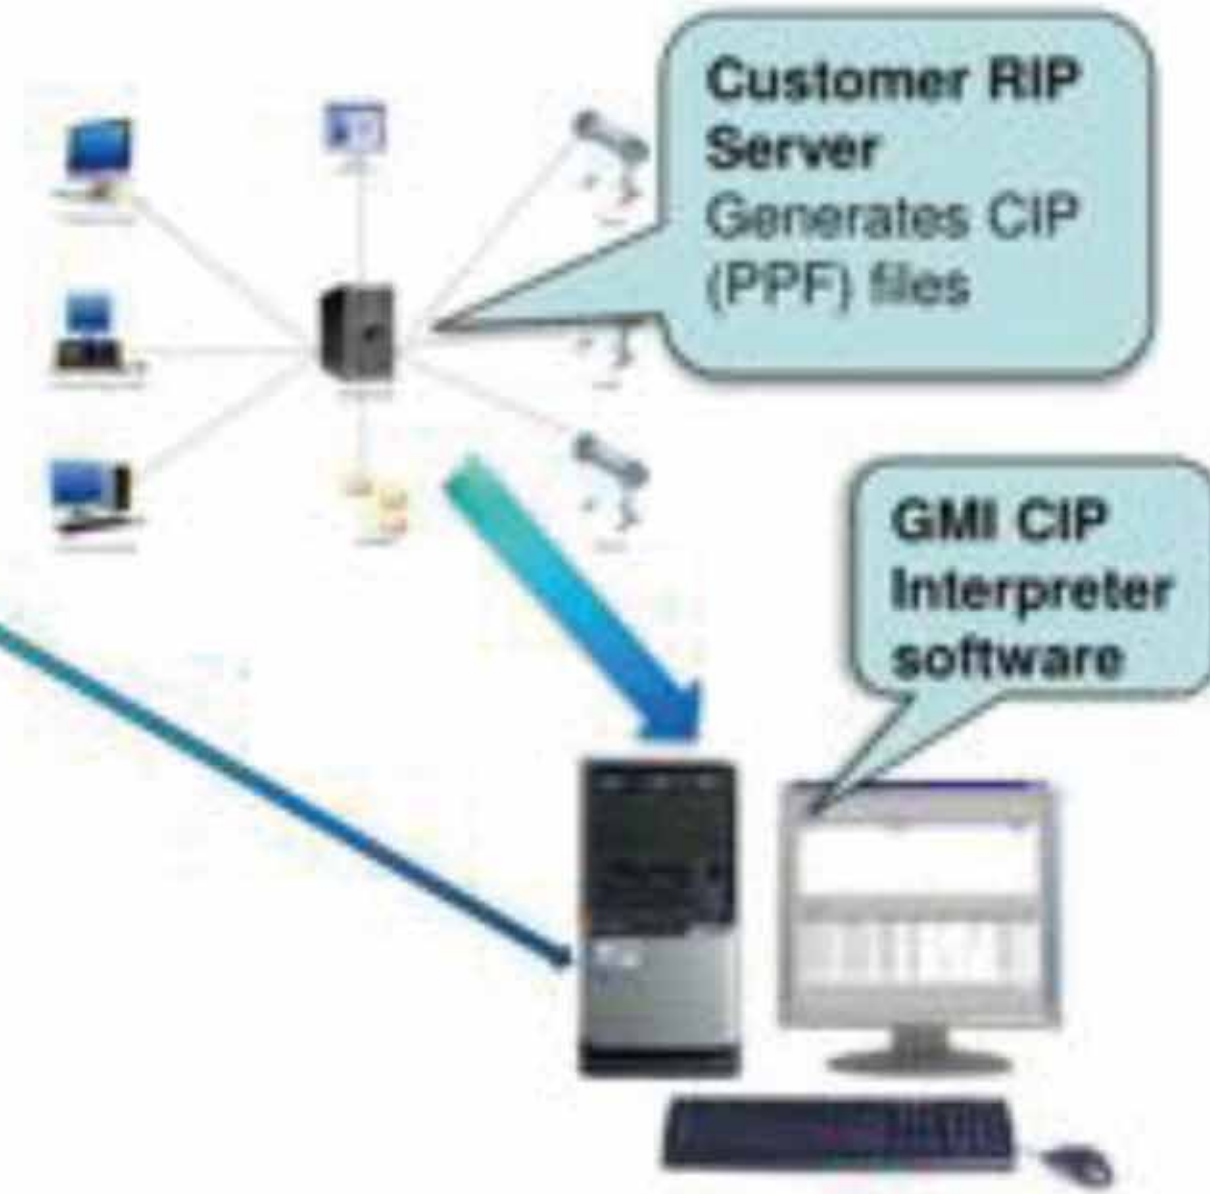 Customer RIP
Server
Generates CIP
(PPF) files
GMI CIP
Interpreter
software